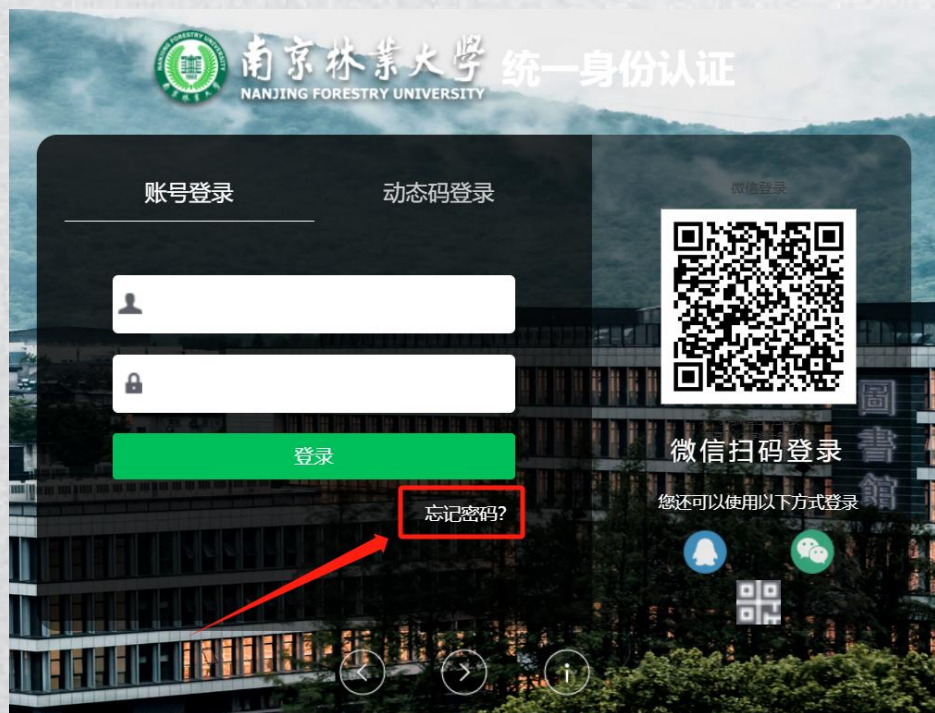 南京林業大學
NANJING FORESTRY UNIVERSITY
统一身份认证
账号登录
动态码登录
登录
忘记密码?
微信登录
微信扫码登录
您还可以使用以下方式登录
圖書館